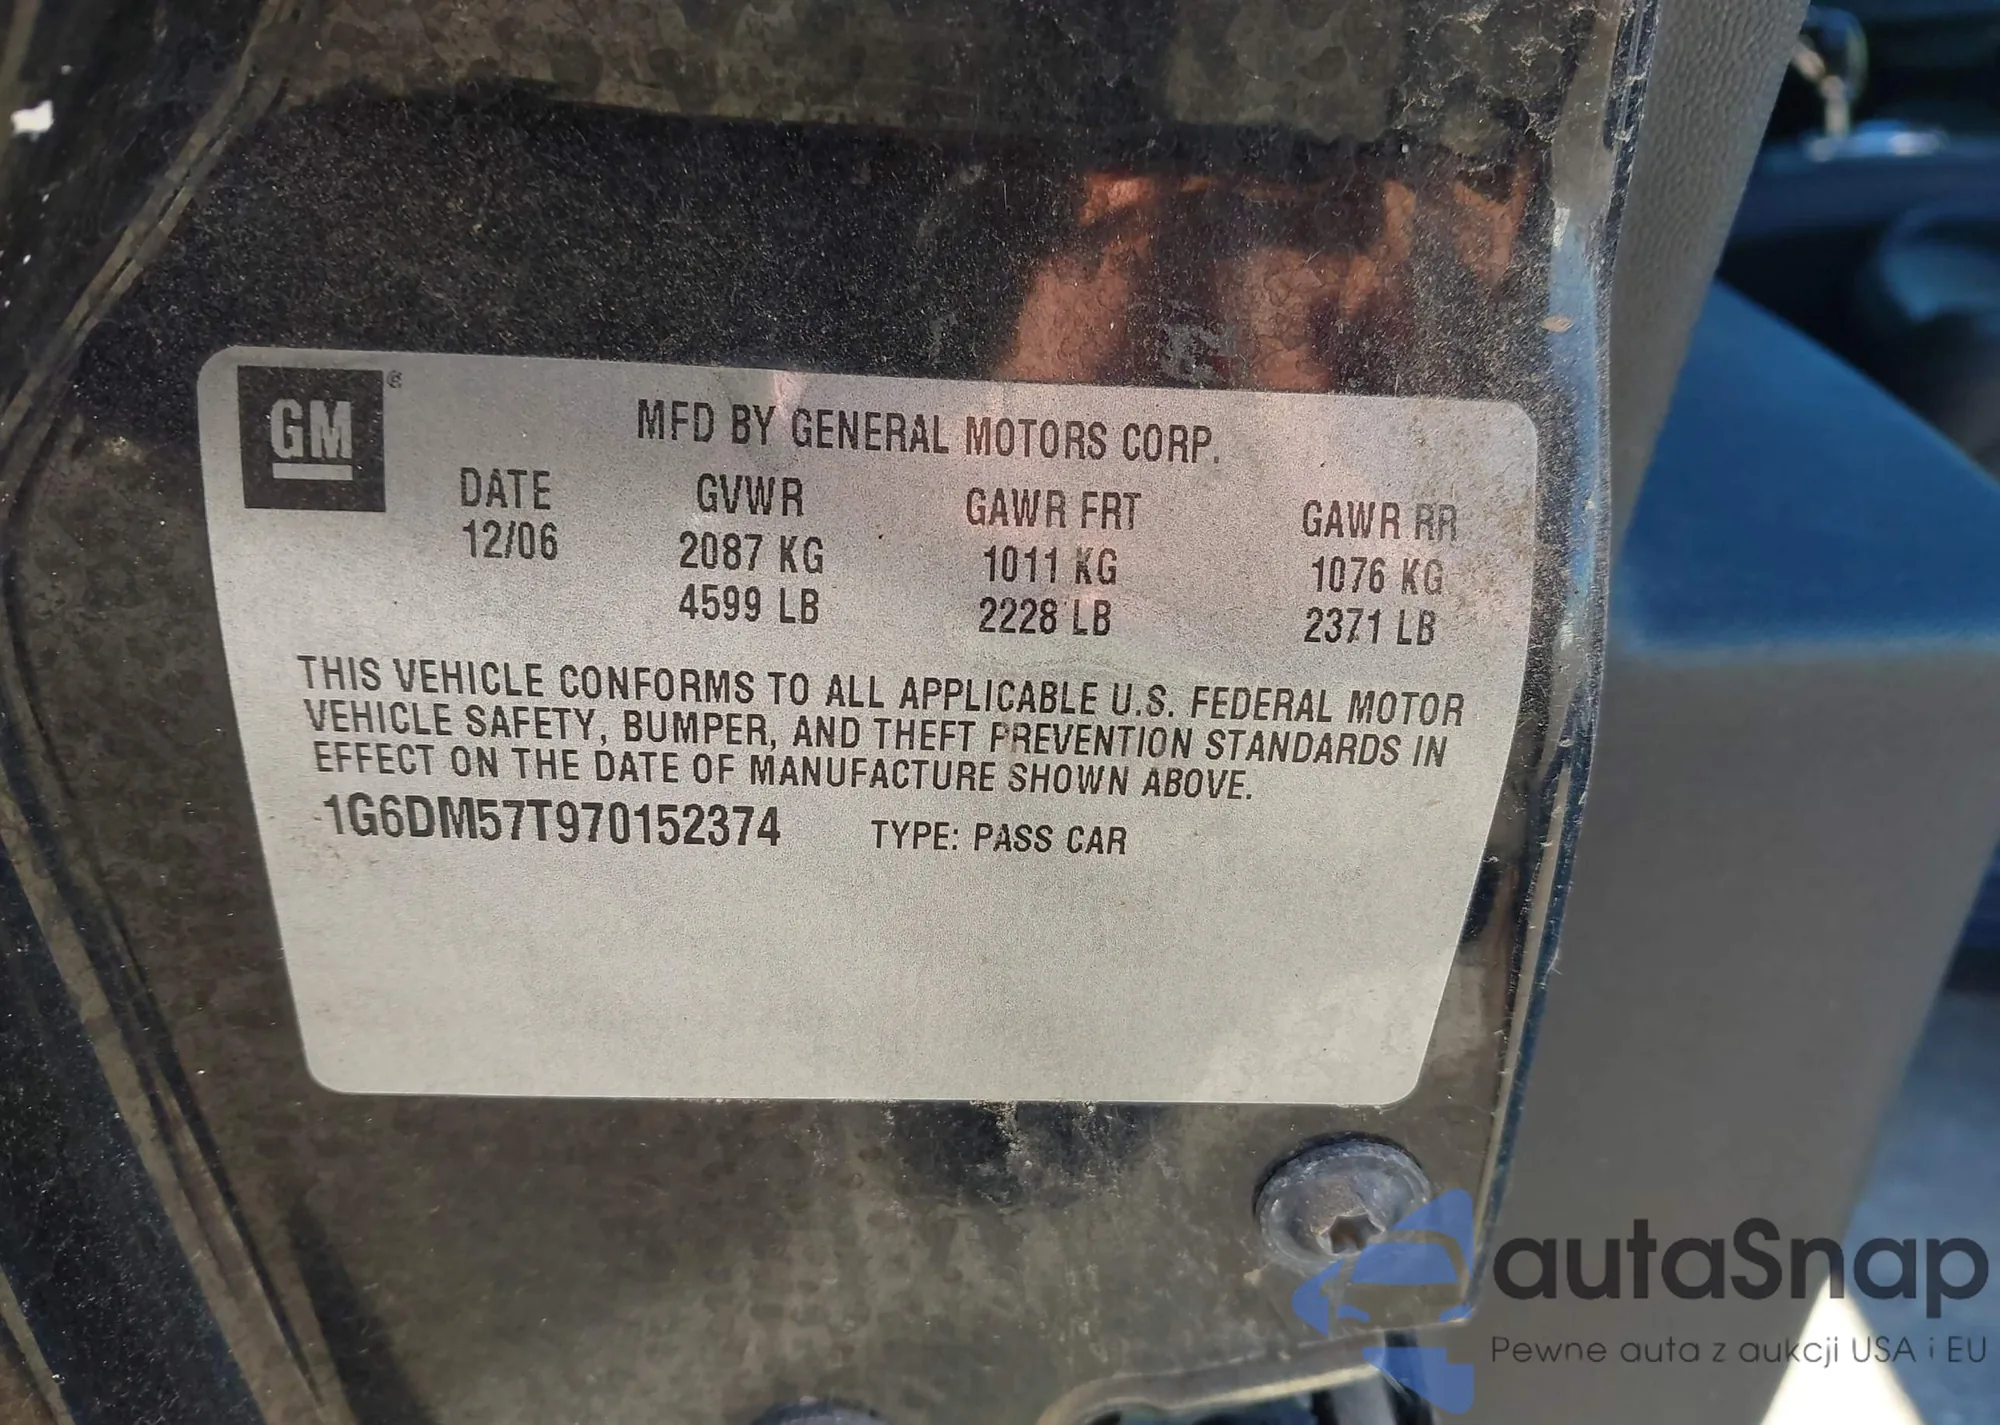 GM
MFD BY GENERAL MOTORS CORP.
DATE GVWR GAWR FRT GAWR RR
12/06 2087 KG 1011 KG 1076 KG
4599 LB 2228 LB 2371 LB
THIS VEHICLE CONFORMS TO ALL APPLICABLE U.S. FEDERAL MOTOR
VEHICLE SAFETY, BUMPER, AND THEFT PREVENTION STANDARDS IN
EFFECT ON THE DATE OF MANUFACTURE SHOWN ABOVE.
1G6DM57T970152374 TYPE: PASS CAR
autaSnap
Pewne auta z aukcji USA i EU